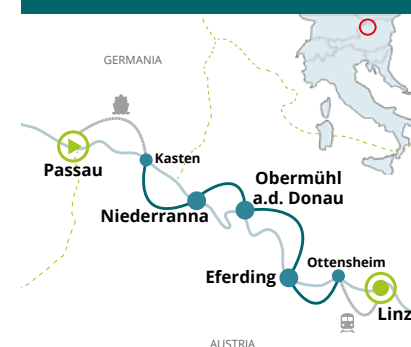 GERMANIA
Kasten
Passau
Obermühl
a.d. Donau
Niederranna
Ottensheim
Eferding
Linz
AUSTRIA